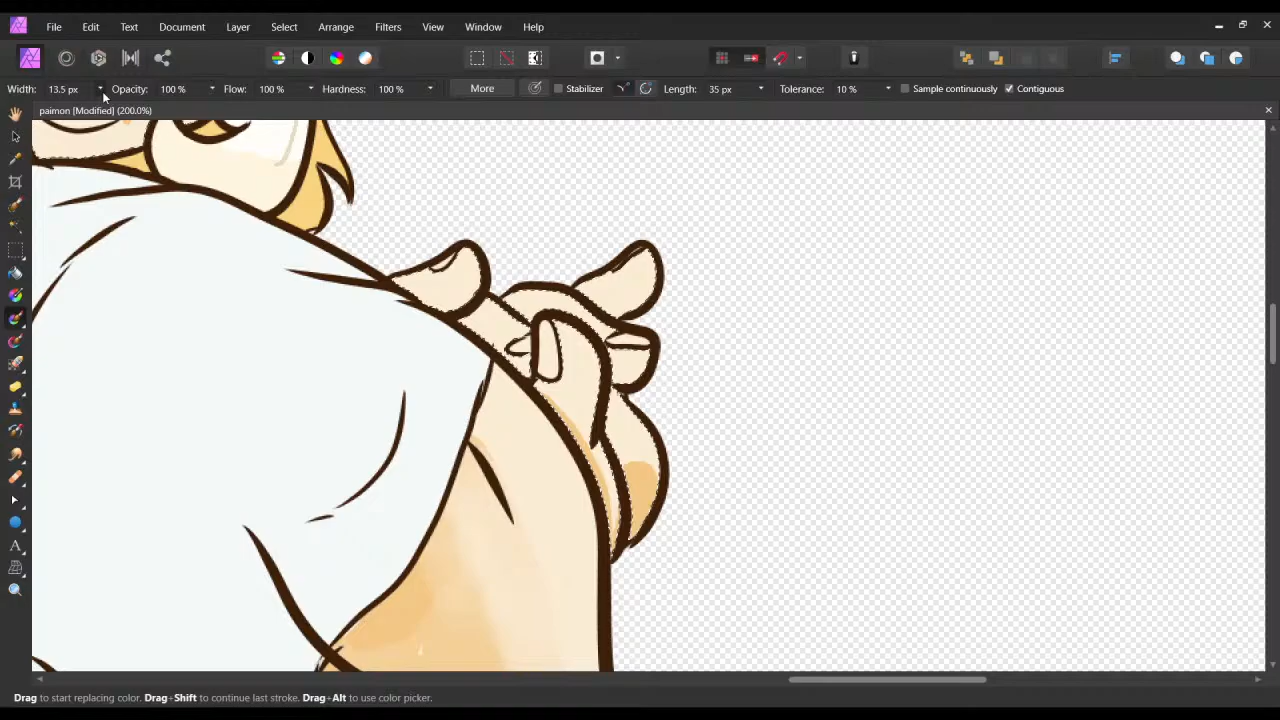 File Edit Text Document Layer Select Arrange Filters View Window Help
Width: 13.5 px Opacity: 100 % Flow: 100 % Hardness: 100 % More Stabilizer Length: 35 px Tolerance: 10 % Sample continuously Contiguous
paimon [Modified] (200.0%)
Drag to start replacing color. Drag+Shift to continue last stroke. Drag+Alt to use color picker.